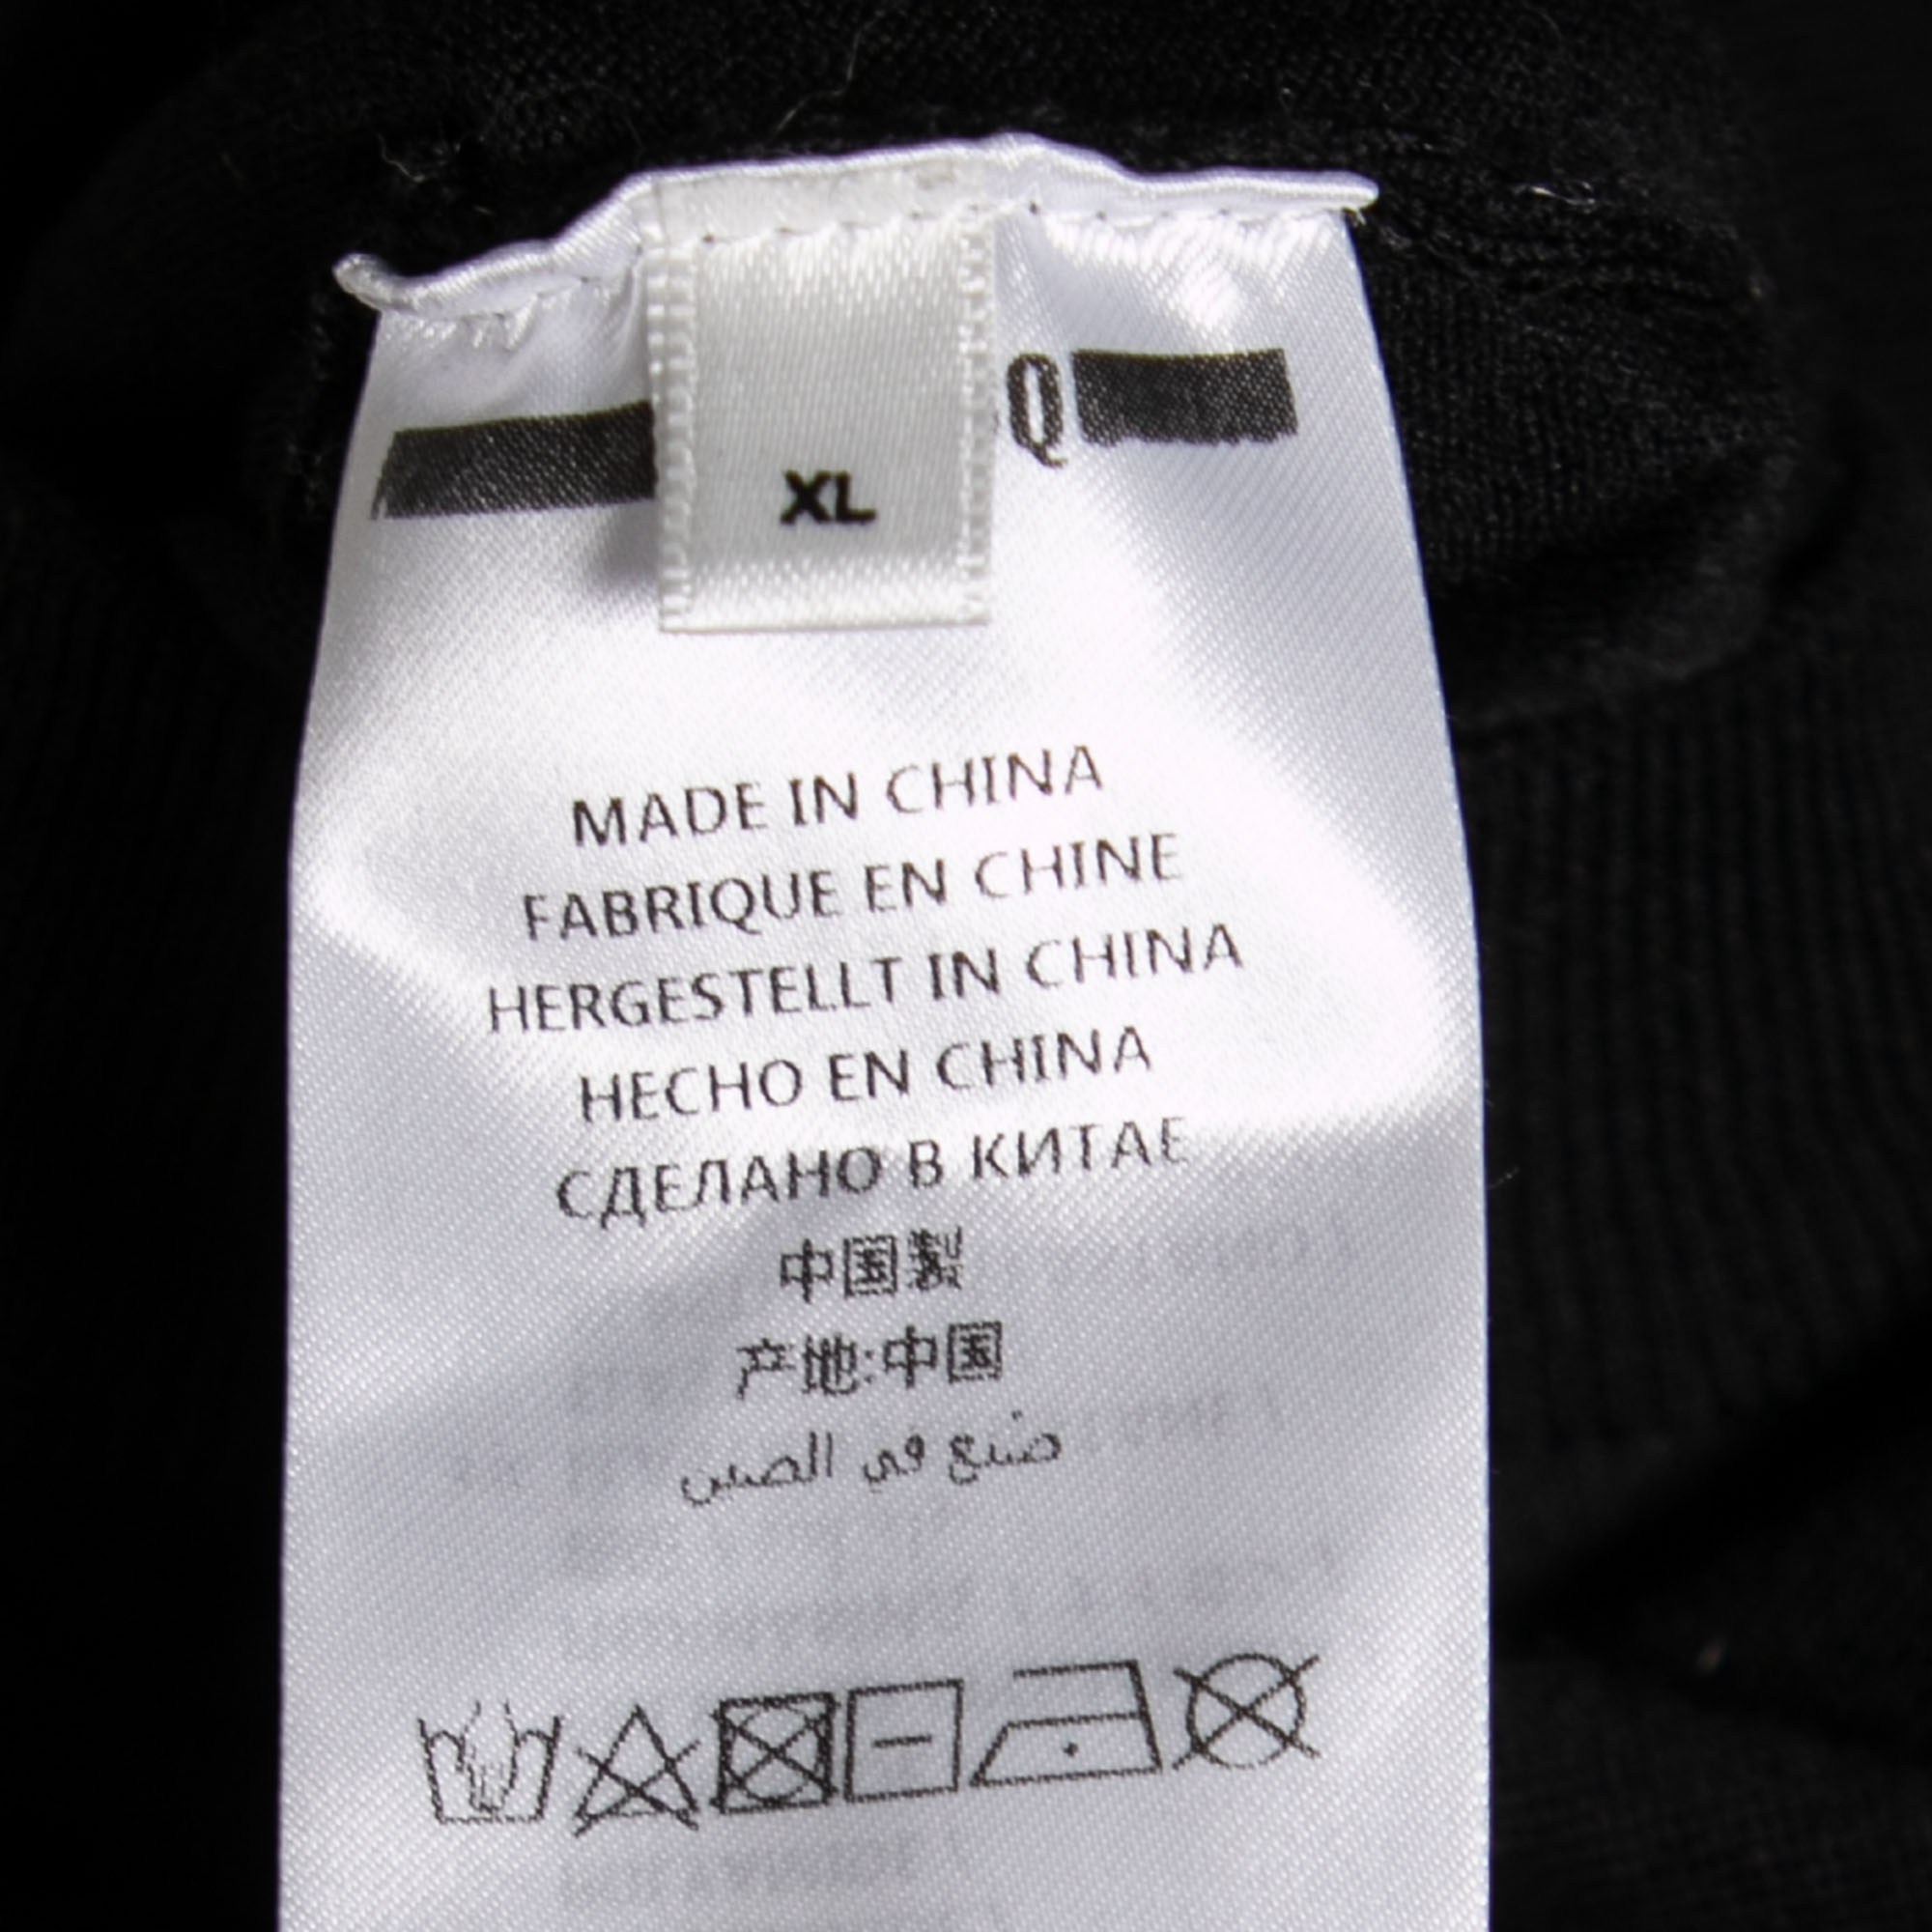 Q
XL
MADE IN CHINA
FABRIQUE EN CHINE
HERGESTELLT IN CHINA
HECHO EN CHINA
СДЕЛАНО В КИТАЕ
中国製
产地:中国
صنع في الصين